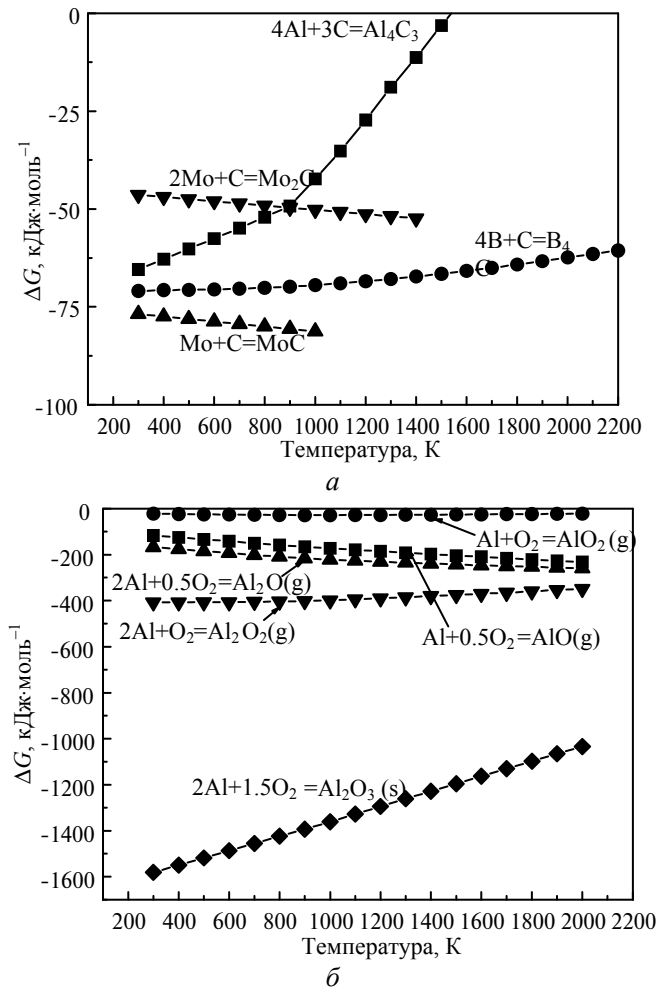 0
4Al+3C=Al₄C₃
-25
2Mo+C=Mo₂C
-50
4B+C=B₄
C
-75
Mo+C=MoC
-100
ΔG, кДж·моль⁻¹
200 400 600 800 1000 1200 1400 1600 1800 2000 2200
Температура, К
а
0
Al+O₂=AlO₂ (g)
-200
2Al+0.5O₂=Al₂O(g)
-400
2Al+O₂=Al₂O₂(g)
Al+0.5O₂=AlO(g)
-600
-800
-1000
2Al+1.5O₂ =Al₂O₃ (s)
-1200
-1400
-1600
ΔG, кДж·моль⁻¹
200 400 600 800 1000 1200 1400 1600 1800 2000 2200
Температура, К
б